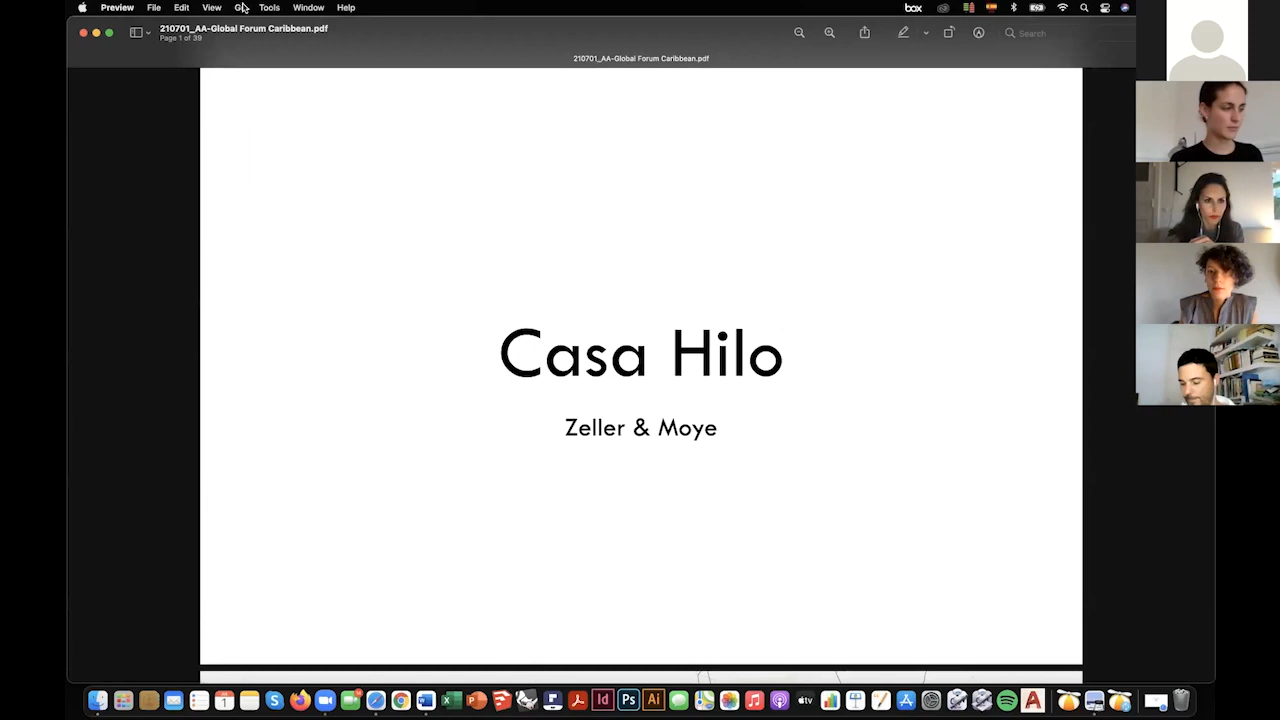 Preview File Edit View Go Tools Window Help
box
210701_AA-Global Forum Caribbean.pdf
Page 1 of 39
Search
210701_AA-Global Forum Caribbean.pdf
Casa Hilo
Zeller & Moye